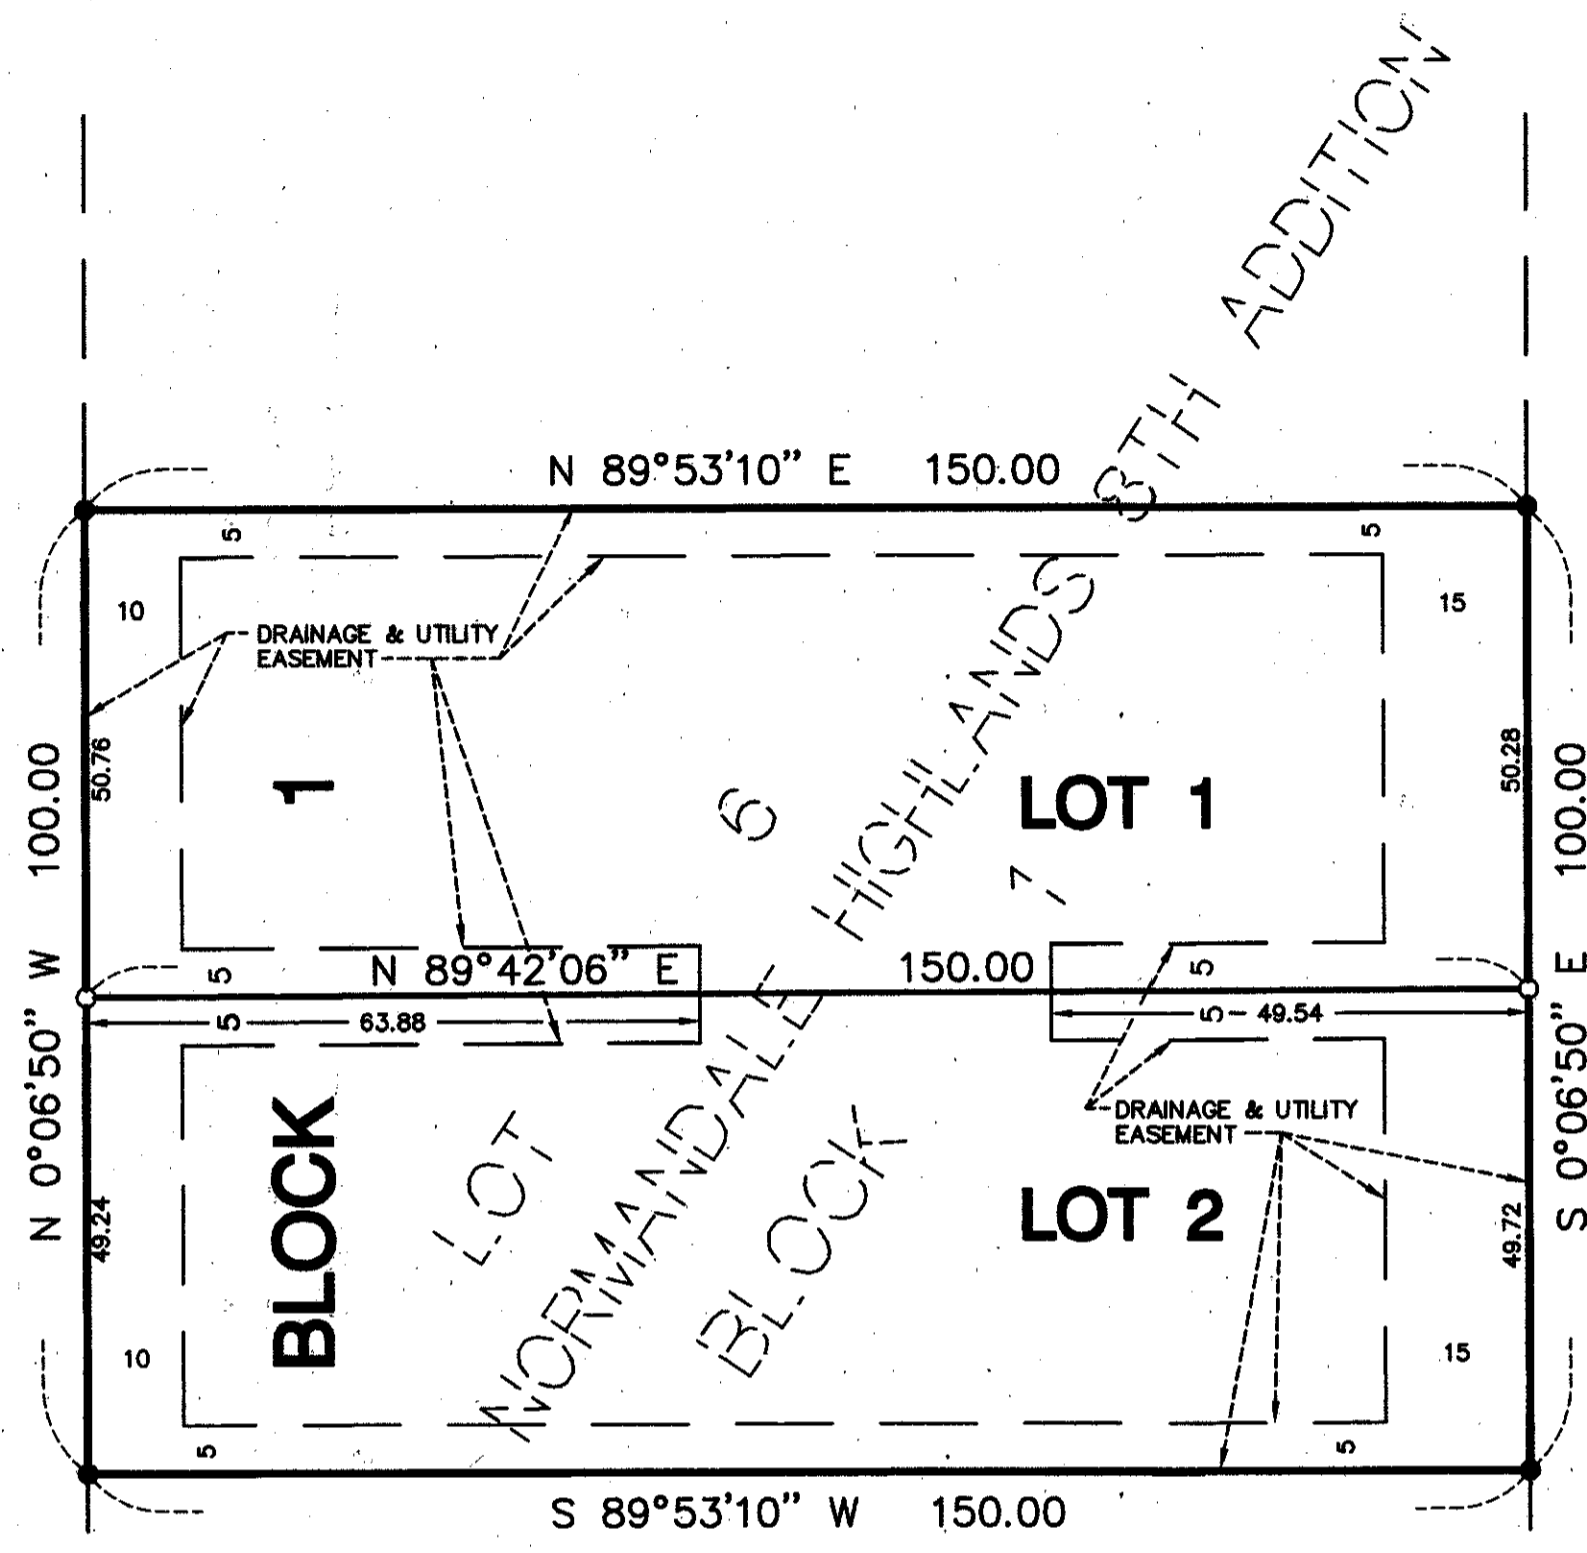 N 89°53'10" E 150.00
5
5
10
15
DRAINAGE & UTILITY
EASEMENT
N 0°06'50" W 100.00
50.76
1
6
LOT 1
50.28
S 0°06'50" E 100.00
7
N 89°42'06" E 150.00
5
5
5
63.88
5
49.54
NORMANDALE HIGHLANDS 8TH ADDITION
LOT
BLOCK
BLOCK
DRAINAGE & UTILITY
EASEMENT
LOT 2
49.24
49.72
10
15
5
5
S 89°53'10" W 150.00